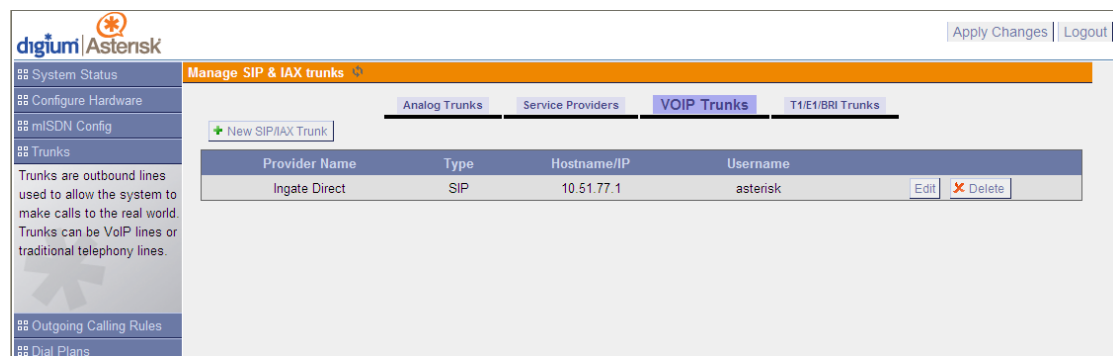 digium Asterisk
Apply Changes Logout
System Status
Configure Hardware
mISDN Config
Trunks
Trunks are outbound lines
used to allow the system to
make calls to the real world.
Trunks can be VoIP lines or
traditional telephony lines.
Outgoing Calling Rules
Dial Plans
Manage SIP & IAX trunks
Analog Trunks Service Providers VOIP Trunks T1/E1/BRI Trunks
New SIP/IAX Trunk
Provider Name Type Hostname/IP Username
Ingate Direct SIP 10.51.77.1 asterisk Edit Delete